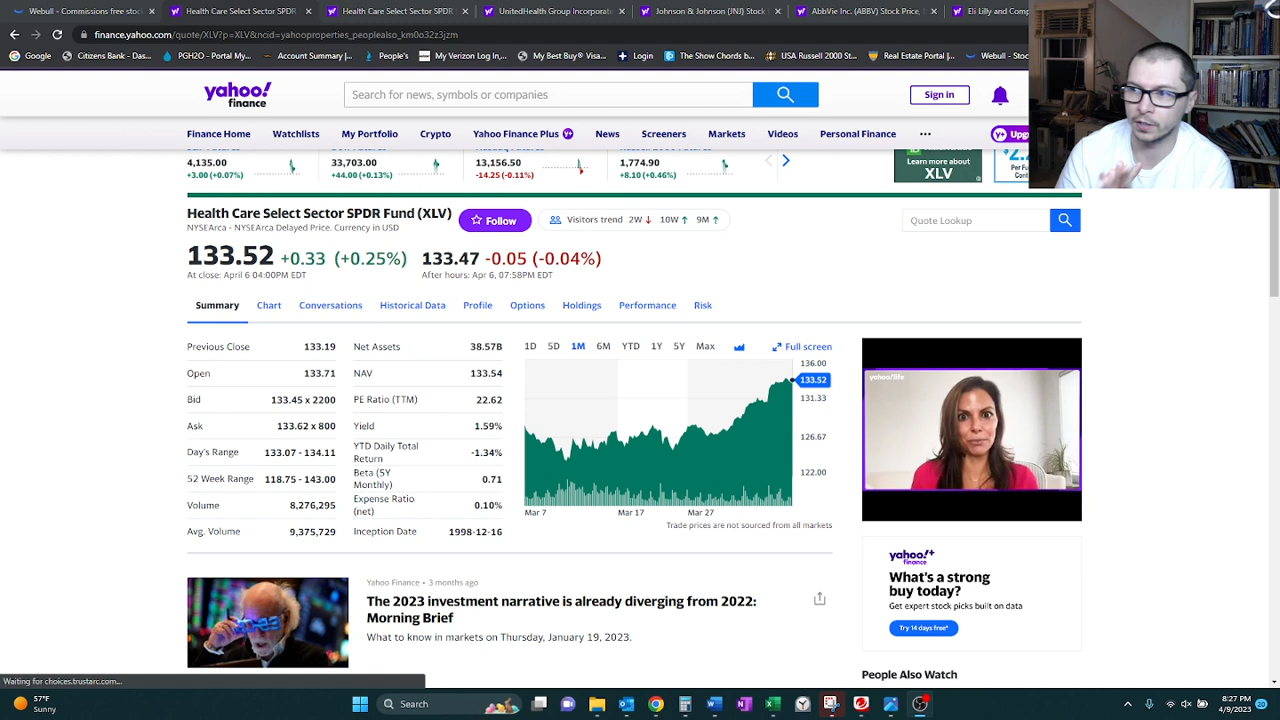 Webull - Commissions free stoc
Yahoo Finance - Stock Market Liv
Health Care Select Sector SPDR F
UnitedHealth Group Incorporate
Johnson & Johnson (JNJ) Stock
AbbVie Inc. (ABBV) Stock Price,
Eli Lilly and Comp
finance.yahoo.com/quote/XLV?p=XLV&ncid=yahooproperties_
Google
Citizens Bank - Das...
PGH2O - Portal - Me...
Account Summary |...
People's
My Verizon Log In,...
My Best Buy® Visa...
Login
The Show Chords b...
USA Russell 2000 St...
Real Estate Portal -...
Webull - St
yahoo!
finance
Search for news, symbols or companies
Sign in
Finance Home
Watchlists
My Portfolio
Crypto
Yahoo Finance Plus
News
Screeners
Markets
Videos
Personal Finance
...
Upg
4,135.00
+3.00 (+0.07%)
33,703.00
+44.00 (+0.13%)
13,156.50
-14.25 (-0.11%)
1,774.90
+8.10 (+0.46%)
Learn more about
XLV
Health Care Select Sector SPDR Fund (XLV)
NYSEArca - NYSEArca Delayed Price. Currency in USD
Follow
Visitors trend 2W↓ 10W↑ 9M↑
Quote Lookup
133.52 +0.33 (+0.25%)
At close: April 6 04:00PM EDT
133.47 -0.05 (-0.04%)
After hours: Apr 6, 07:58PM EDT
Summary
Chart
Conversations
Historical Data
Profile
Options
Holdings
Performance
Risk
Previous Close 133.19
Open 133.71
Bid 133.45 x 2200
Ask 133.62 x 800
Day's Range 133.07 - 134.11
52 Week Range 118.75 - 143.00
Volume 8,276,295
Avg. Volume 9,375,729
Net Assets 38.57B
NAV 133.54
PE Ratio (TTM) 22.62
Yield 1.59%
YTD Daily Total
Return -1.34%
Beta (5Y
Monthly) 0.71
Expense Ratio
(net) 0.10%
Inception Date 1998-12-16
1D 5D 1M 6M YTD 1Y 5Y Max
Full screen
136.00
133.52
131.33
126.67
122.00
Mar 7
Mar 17
Mar 27
Trade prices are not sourced from all markets
yahoo!life
Yahoo Finance • 3 months ago
The 2023 investment narrative is already diverging from 2022:
Morning Brief
What to know in markets on Thursday, January 19, 2023.
yahoo!+
finance
What's a strong
buy today?
Get expert stock picks built on data
Try 14 days free*
People Also Watch
Waiting for choices.trustarc.com...
57°F
Sunny
Search
8:27 PM
4/9/2023